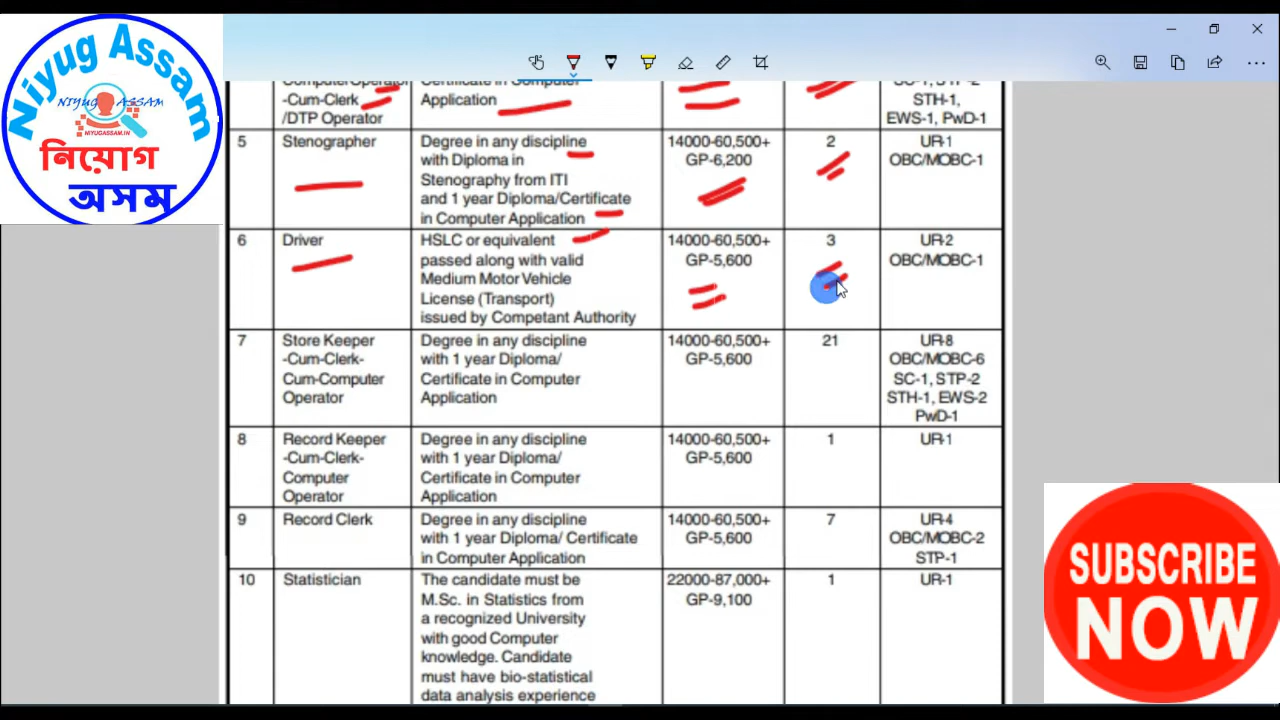 Niyug Assam
NIYUG ASSAM
NIYUGASSAM.IN
নিয়োগ
অসম
Computer Operator Certificate in Computer
-Cum-Clerk Application STH-1,
/DTP Operator EWS-1, PwD-1
5 Stenographer Degree in any discipline 14000-60,500+ 2 UR-1
with Diploma in GP-6,200 OBC/MOBC-1
Stenography from ITI
and 1 year Diploma/Certificate
in Computer Application
6 Driver HSLC or equivalent 14000-60,500+ 3 UR-2
passed along with valid GP-5,600 OBC/MOBC-1
Medium Motor Vehicle
License (Transport)
issued by Competant Authority
7 Store Keeper Degree in any discipline 14000-60,500+ 21 UR-8
-Cum-Clerk- with 1 year Diploma/ GP-5,600 OBC/MOBC-6
Cum-Computer Certificate in Computer SC-1, STP-2
Operator Application STH-1, EWS-2
PwD-1
8 Record Keeper Degree in any discipline 14000-60,500+ 1 UR-1
-Cum-Clerk- with 1 year Diploma/ GP-5,600
Computer Certificate in Computer
Operator Application
9 Record Clerk Degree in any discipline 14000-60,500+ 7 UR-4
with 1 year Diploma/ Certificate GP-5,600 OBC/MOBC-2
in Computer Application STP-1
10 Statistician The candidate must be 22000-87,000+ 1 UR-1
M.Sc. in Statistics from GP-9,100
a recognized University
with good Computer
knowledge. Candidate
must have bio-statistical
data analysis experience
SUBSCRIBE
NOW